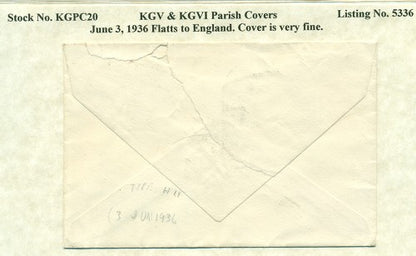 Stock No. KGPC20 KGV & KGVI Parish Covers Listing No. 5336
June 3, 1936 Flatts to England. Cover is very fine.
(3 JUN 1936